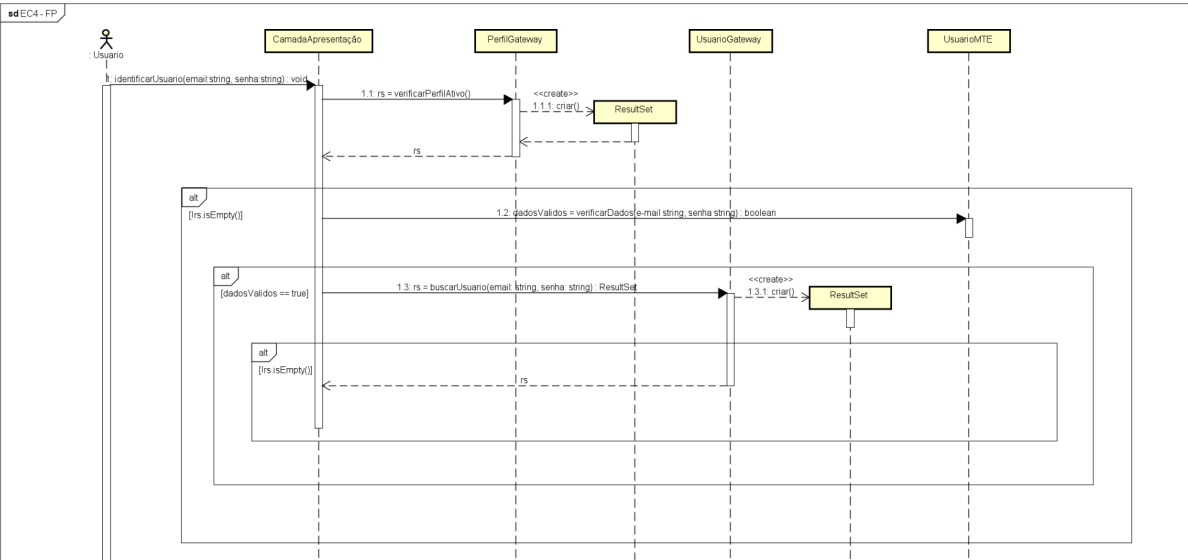 sd EC4 - FP
: Usuario
CamadaApresentação
PerfilGateway
UsuarioGateway
UsuarioMTE
1: identificarUsuario(email:string, senha:string) : void
1.1: rs = verificarPerfilAtivo()
<<create>>
1.1.1: criar()
ResultSet
rs
alt
[!rs.isEmpty()]
1.2: dadosValidos = verificarDados(e-mail string, senha string) : boolean
alt
[dadosValidos == true]
1.3: rs = buscarUsuario(email: string, senha: string) : ResultSet
<<create>>
1.3.1: criar()
ResultSet
alt
[!rs.isEmpty()]
rs